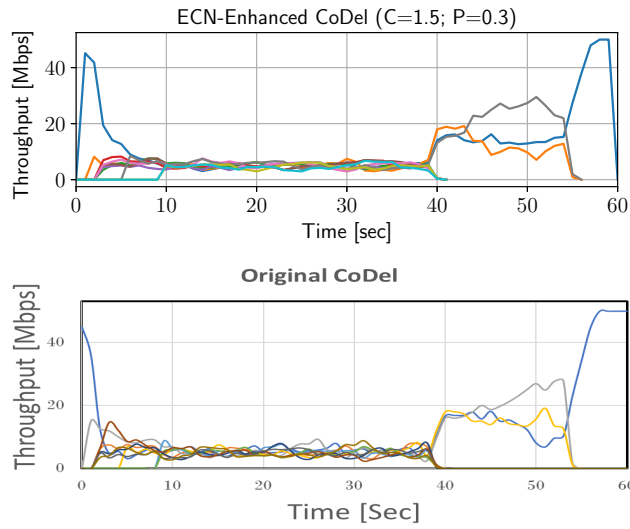 ECN-Enhanced CoDel (C=1.5; P=0.3)
Throughput [Mbps]
40
20
0
0 10 20 30 40 50 60
Time [sec]
Original CoDel
Throughput [Mbps]
40
20
0
0 10 20 30 40 50 60
Time [Sec]